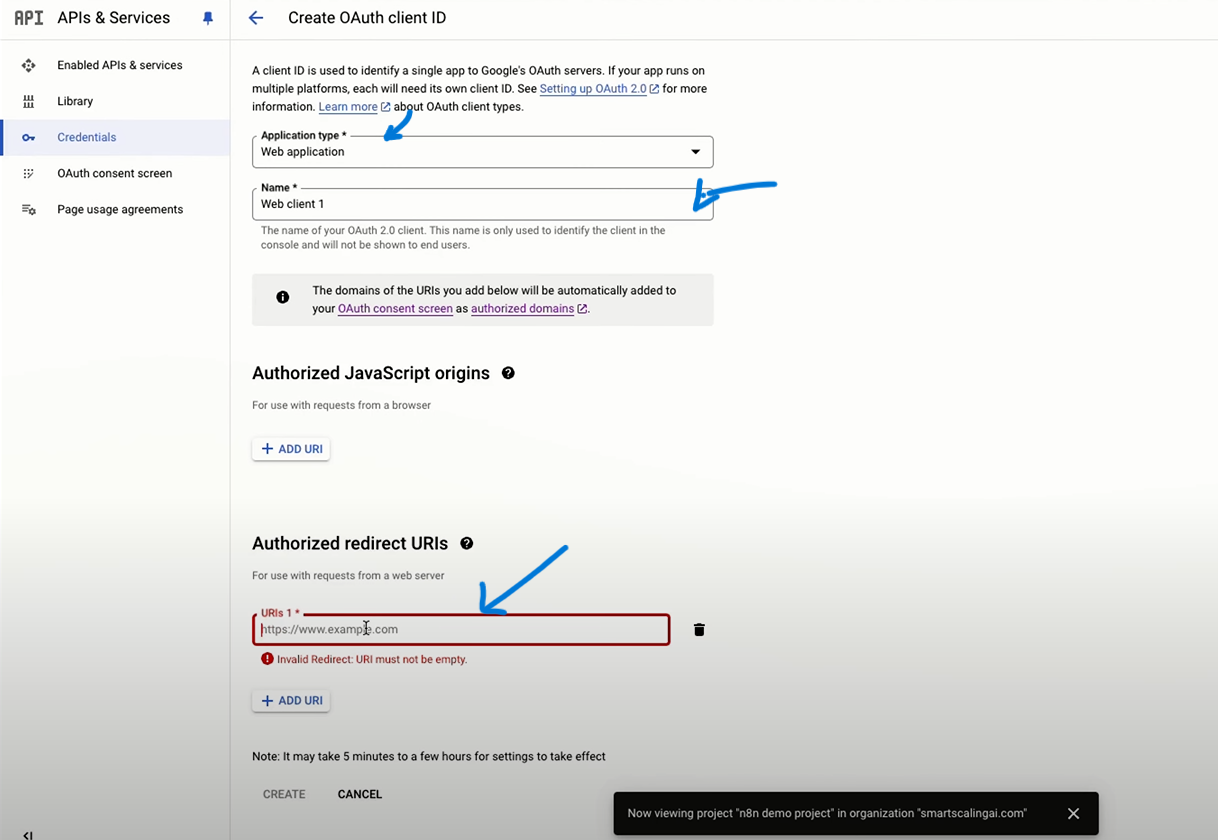 API APIs & Services
Create OAuth client ID
Enabled APIs & services
Library
Credentials
OAuth consent screen
Page usage agreements
A client ID is used to identify a single app to Google's OAuth servers. If your app runs on
multiple platforms, each will need its own client ID. See Setting up OAuth 2.0 for more
information. Learn more about OAuth client types.
Application type *
Web application
Name *
Web client 1
The name of your OAuth 2.0 client. This name is only used to identify the client in the
console and will not be shown to end users.
The domains of the URIs you add below will be automatically added to
your OAuth consent screen as authorized domains.
Authorized JavaScript origins
For use with requests from a browser
ADD URI
Authorized redirect URIs
For use with requests from a web server
URIs 1 *
https://www.example.com
Invalid Redirect: URI must not be empty.
ADD URI
Note: It may take 5 minutes to a few hours for settings to take effect
CREATE CANCEL
Now viewing project "n8n demo project" in organization "smartscalingai.com"